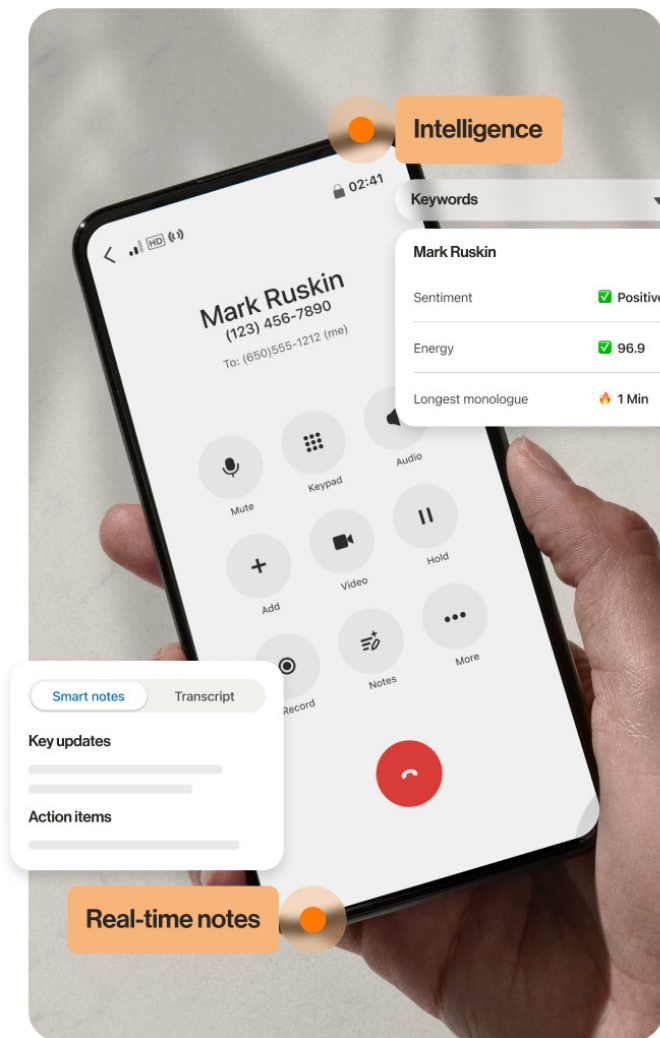 Intelligence
02:41
HD
Keywords
Mark Ruskin
(123) 456-7890
To: (650)555-1212 (me)
Mark Ruskin
Sentiment
Positive
Energy
96.9
Longest monologue
1 Min
Mute
Keypad
Audio
Add
Video
Hold
Record
Notes
More
Smart notes
Transcript
Key updates
Action items
Real-time notes